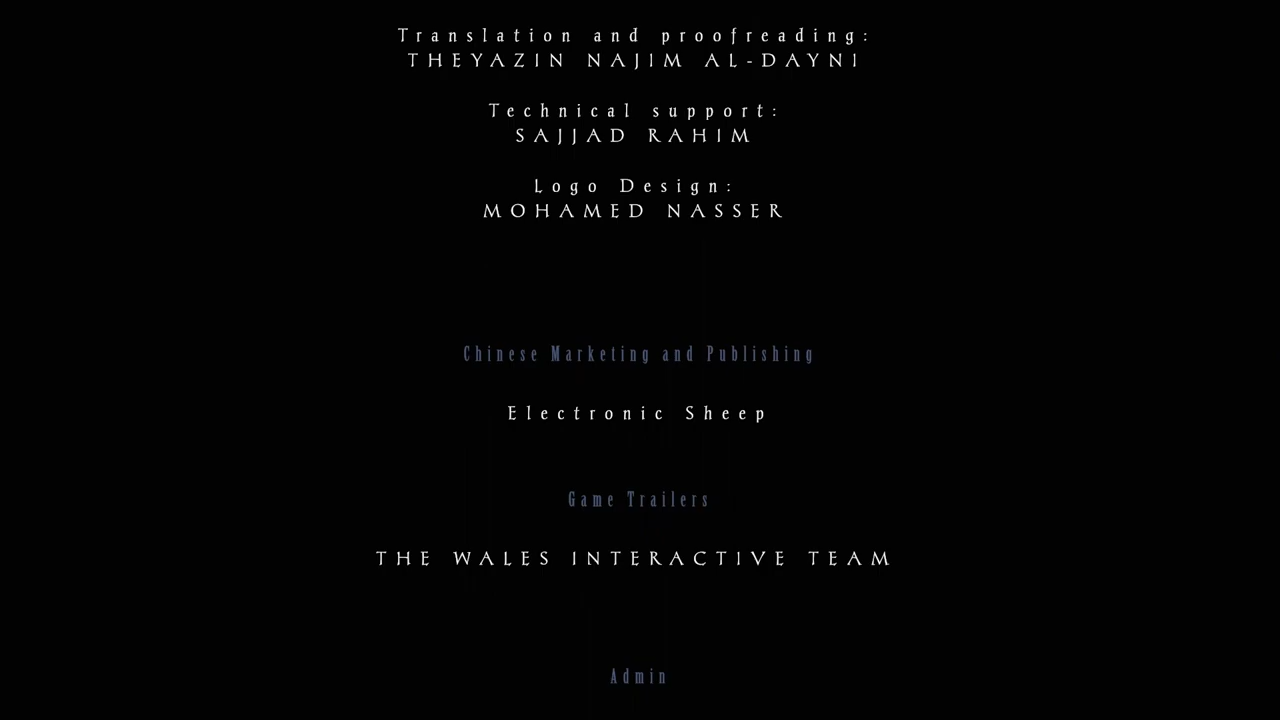 Translation and proofreading:
THEYAZIN NAJIM AL-DAYNI
Technical support:
SAJJAD RAHIM
Logo Design:
MOHAMED NASSER
Chinese Marketing and Publishing
Electronic Sheep
Game Trailers
THE WALES INTERACTIVE TEAM
Admin